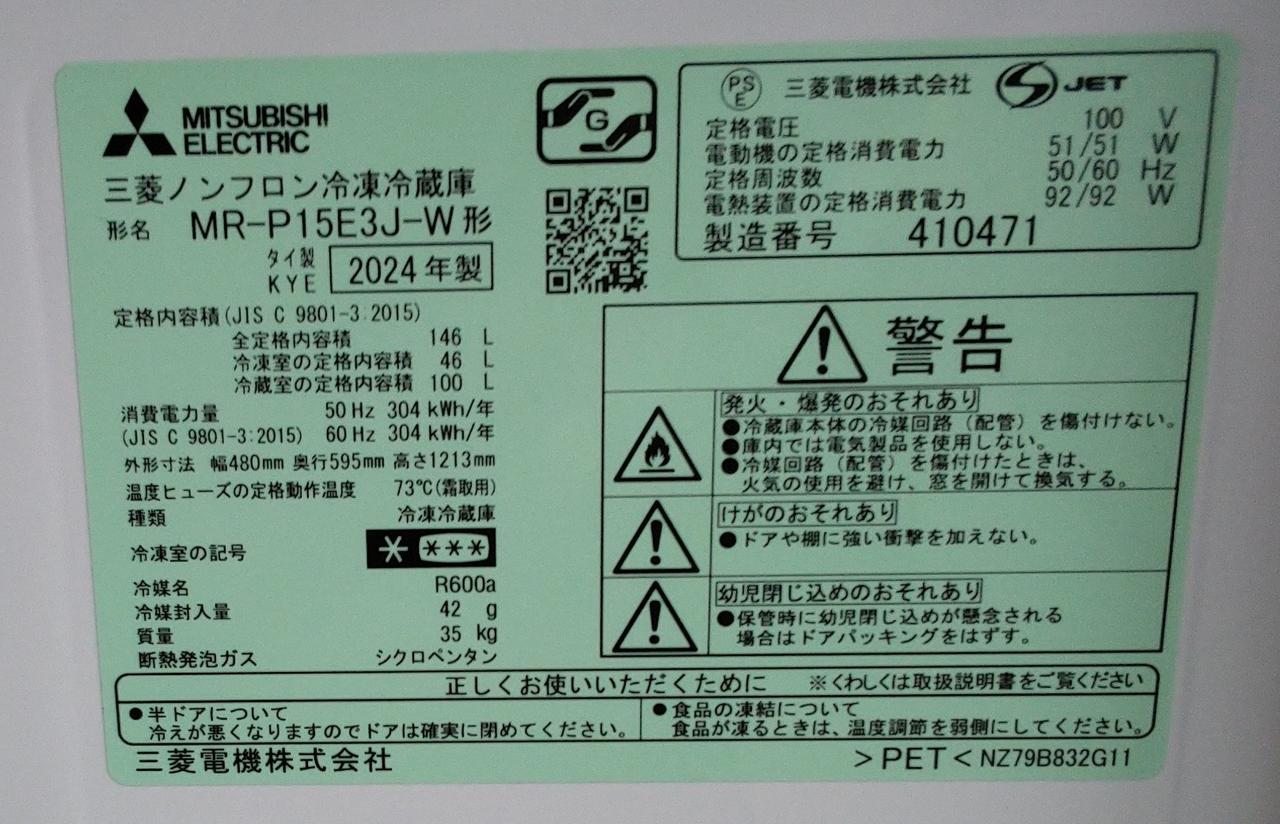 MITSUBISHI
ELECTRIC
三菱ノンフロン冷凍冷蔵庫
形名 MR-P15E3J-W形
タイ製
KYE 2024年製
定格内容積(JIS C 9801-3:2015)
全定格内容積 146 L
冷凍室の定格内容積 46 L
冷蔵室の定格内容積 100 L
消費電力量 50Hz 304kWh/年
(JIS C 9801-3:2015) 60Hz 304kWh/年
外形寸法 幅480mm 奥行595mm 高さ1213mm
温度ヒューズの定格動作温度 73℃(霜取用)
種類 冷凍冷蔵庫
冷凍室の記号 * ***
冷媒名 R600a
冷媒封入量 42 g
質量 35 kg
断熱発泡ガス シクロペンタン
G
PSE 三菱電機株式会社 JET
定格電圧 100 V
電動機の定格消費電力 51/51 W
定格周波数 50/60 Hz
電熱装置の定格消費電力 92/92 W
製造番号 410471
警告
発火・爆発のおそれあり
●冷蔵庫本体の冷媒回路(配管)を傷付けない。
●庫内では電気製品を使用しない。
●冷媒回路(配管)を傷付けたときは、
火気の使用を避け、窓を開けて換気する。
けがのおそれあり
●ドアや棚に強い衝撃を加えない。
幼児閉じ込めのおそれあり
●保管時に幼児閉じ込めが懸念される
場合はドアパッキングをはずす。
正しくお使いいただくために ※くわしくは取扱説明書をご覧ください
●半ドアについて
冷えが悪くなりますのでドアは確実に閉めてください。
●食品の凍結について
食品が凍るときは、温度調節を弱側にしてください。
三菱電機株式会社
>PET< NZ79B832G11